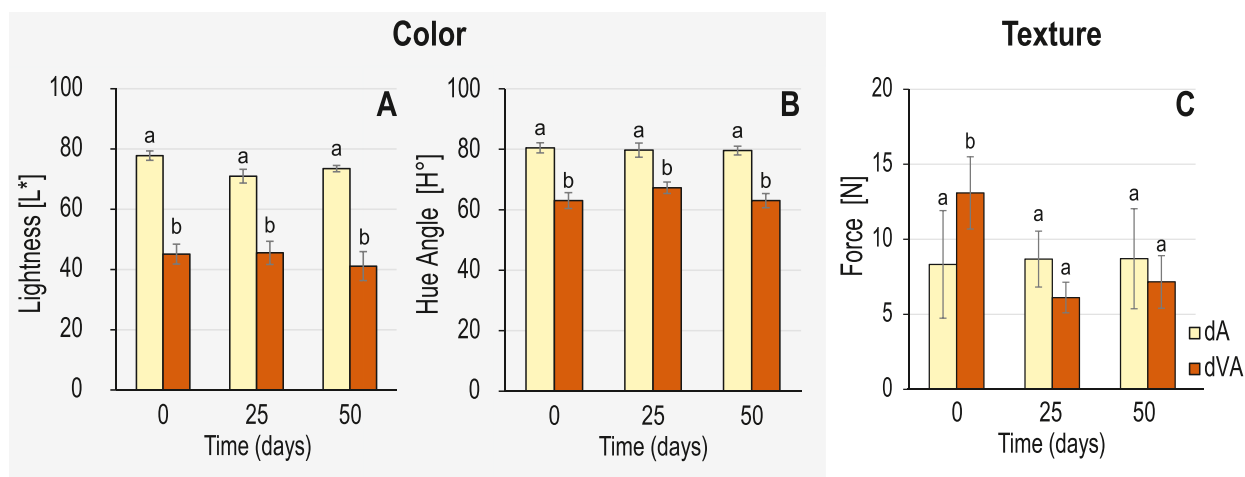 Color
Texture
A
100
80
60
40
20
0
Lightness [L*]
a
b
a
b
a
b
0 25 50
Time (days)
B
100
80
60
40
20
0
Hue Angle [H°]
a
b
a
b
a
b
0 25 50
Time (days)
C
20
15
10
5
0
Force [N]
a
b
a
a
a
a
0 25 50
Time (days)
dA
dVA